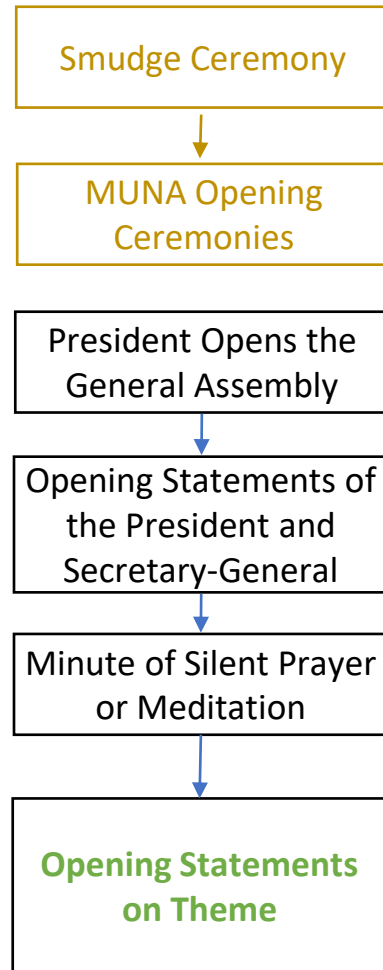 Smudge Ceremony
MUNA Opening
Ceremonies
President Opens the
General Assembly
Opening Statements of
the President and
Secretary-General
Minute of Silent Prayer
or Meditation
Opening Statements
on Theme